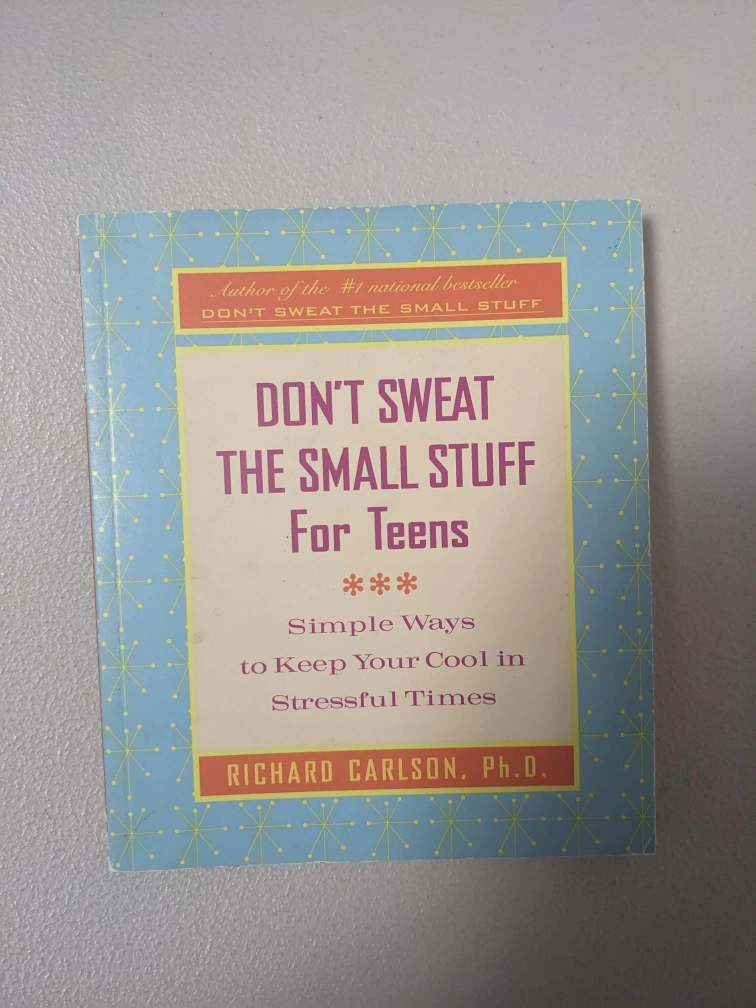 Author of the #1 national bestseller
DON'T SWEAT THE SMALL STUFF
DON'T SWEAT
THE SMALL STUFF
For Teens
***
Simple Ways
to Keep Your Cool in
Stressful Times
RICHARD CARLSON, Ph.D.